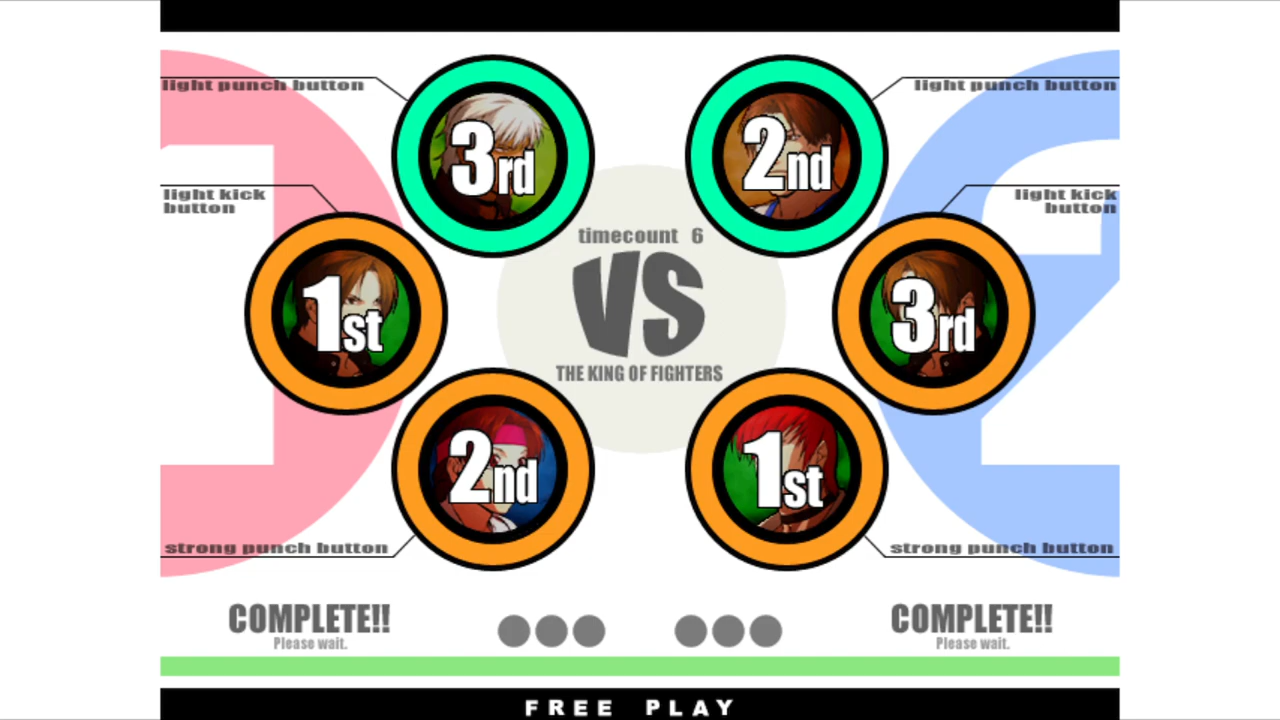 light punch button
light punch button
3rd
2nd
light kick
button
light kick
button
timecount 6
1
2
VS
1st
3rd
THE KING OF FIGHTERS
2nd
1st
strong punch button
strong punch button
COMPLETE!!
Please wait.
COMPLETE!!
Please wait.
FREE PLAY